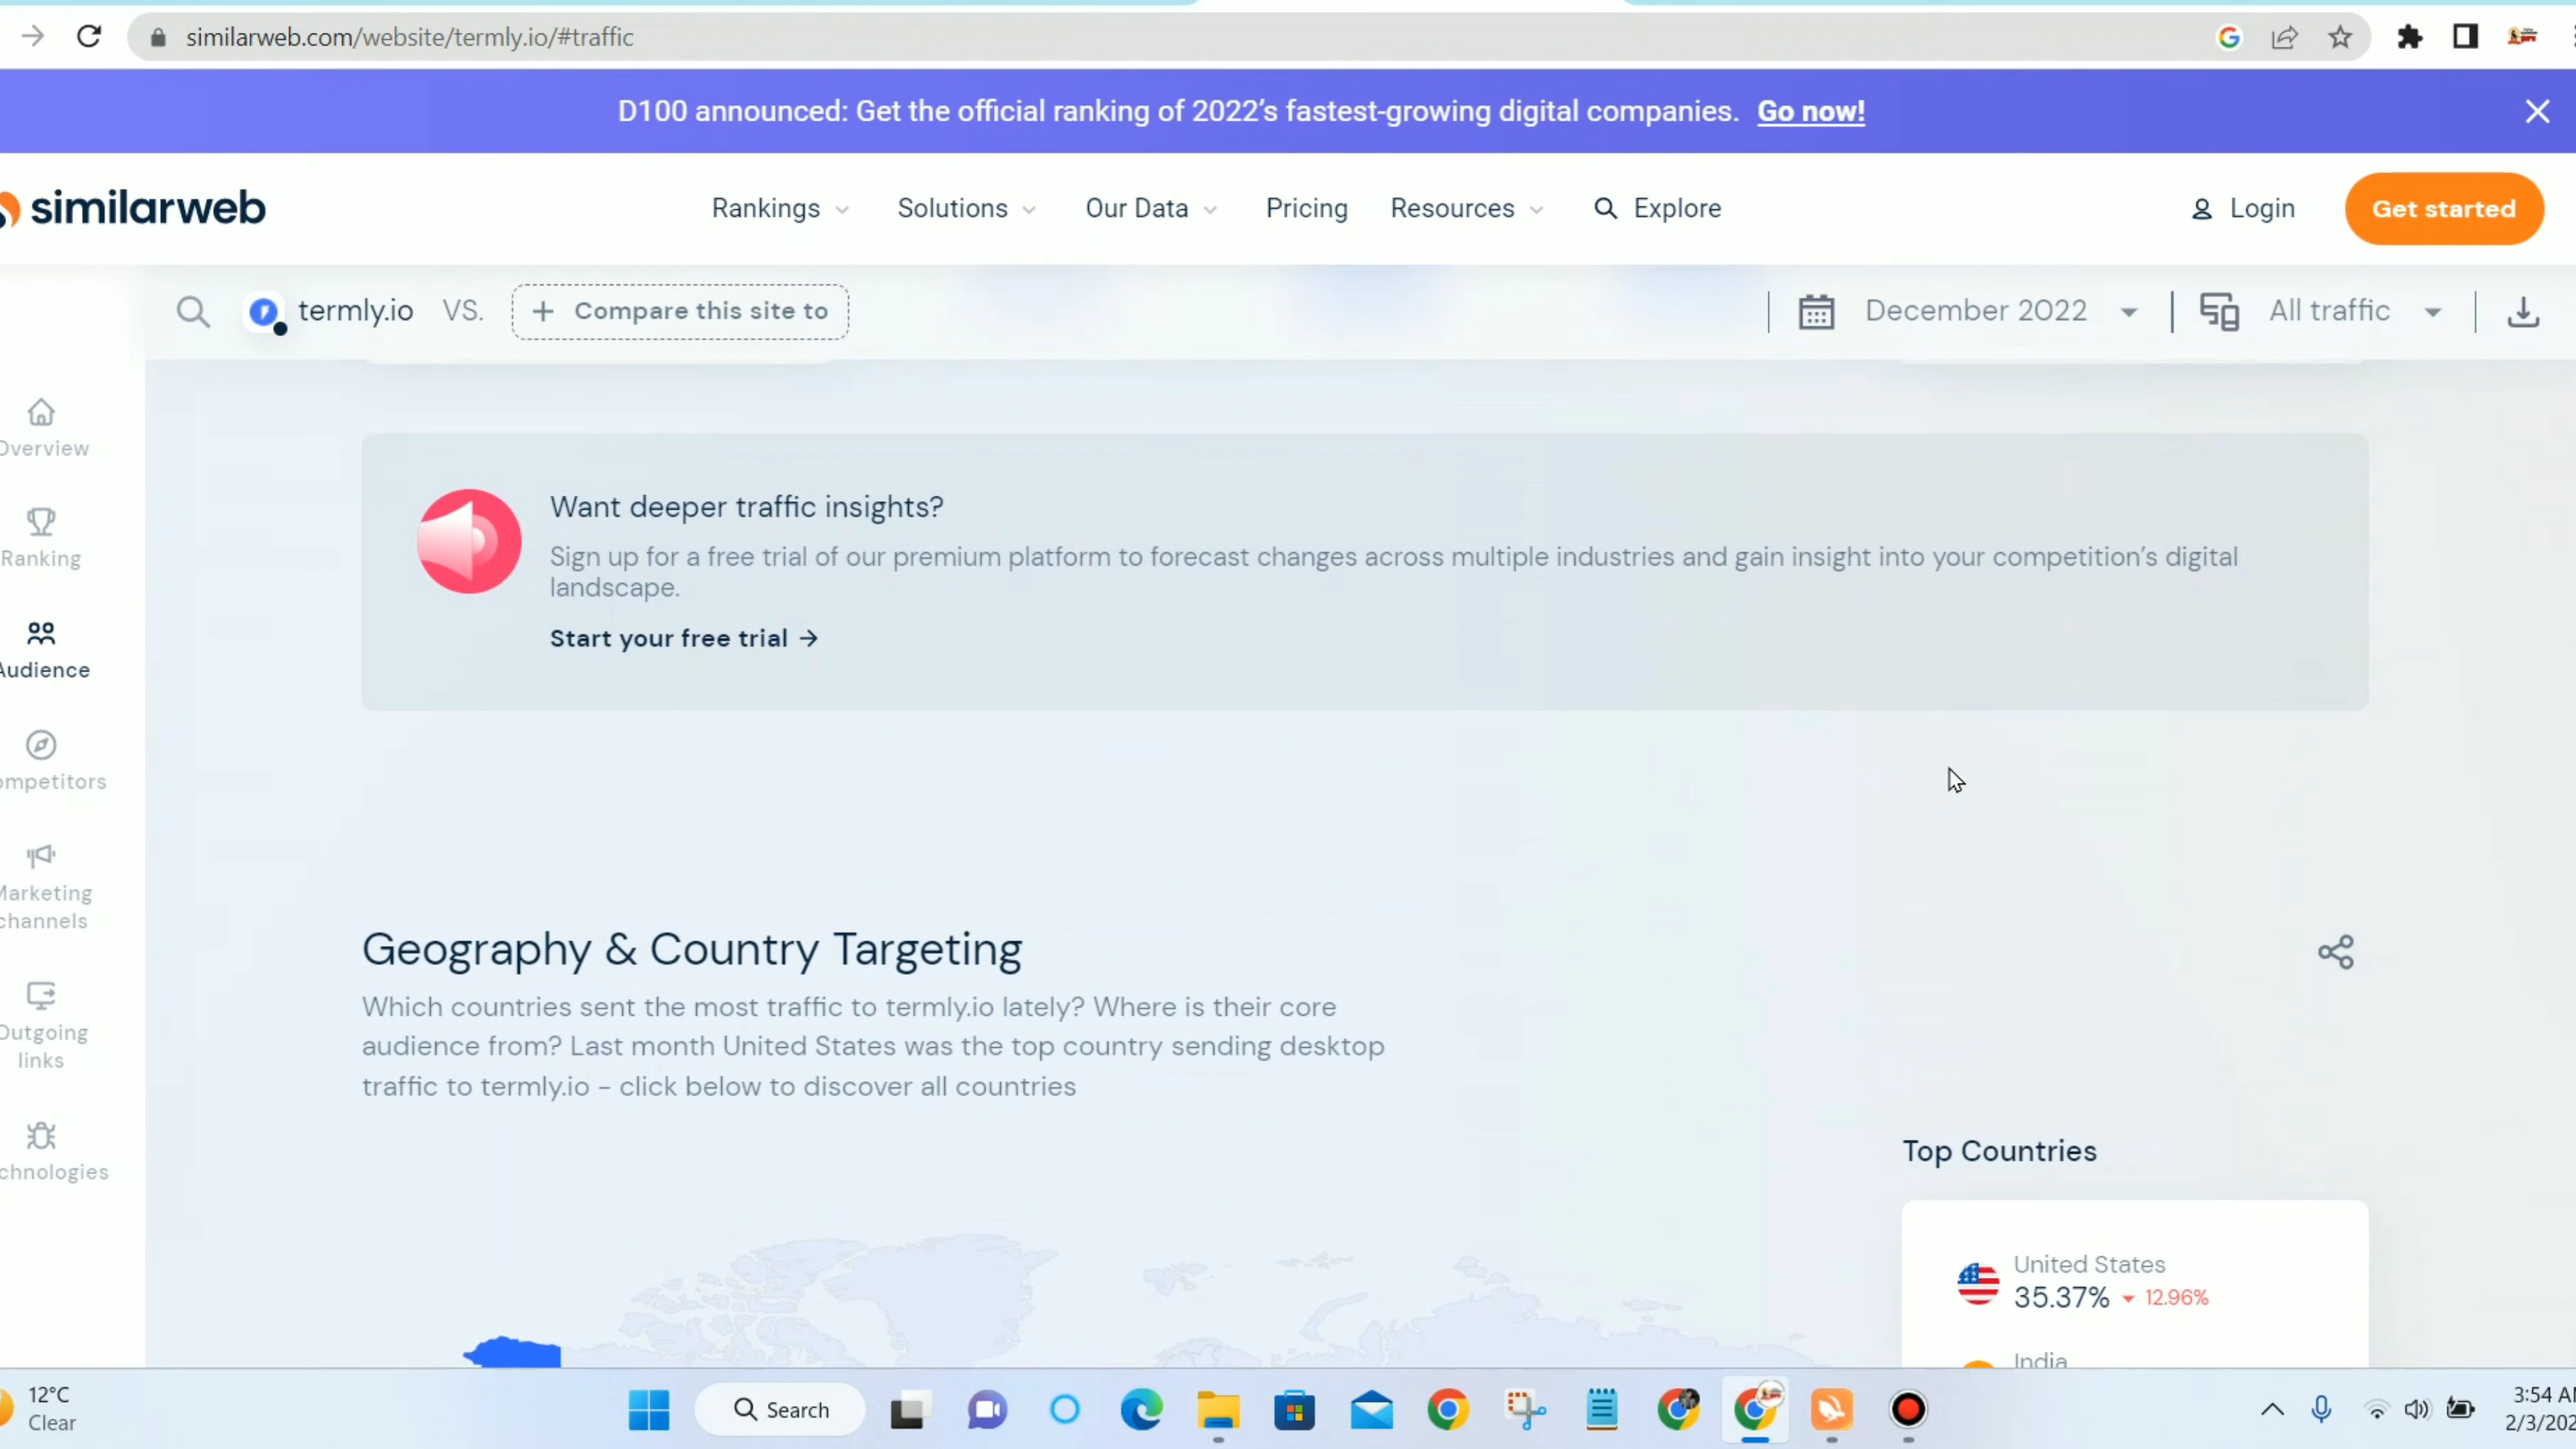 similarweb.com/website/termly.io/#traffic
D100 announced: Get the official ranking of 2022's fastest-growing digital companies. Go now!
similarweb
Rankings Solutions Our Data Pricing Resources Explore
Login
Get started
termly.io VS. + Compare this site to
December 2022
All traffic
Overview
Ranking
Audience
ompetitors
Marketing
channels
Outgoing
links
chnologies
Want deeper traffic insights?
Sign up for a free trial of our premium platform to forecast changes across multiple industries and gain insight into your competition's digital
landscape.
Start your free trial →
Geography & Country Targeting
Which countries sent the most traffic to termly.io lately? Where is their core
audience from? Last month United States was the top country sending desktop
traffic to termly.io – click below to discover all countries
Top Countries
United States
35.37% 12.96%
India
12°C
Clear
Search
3:54 A
2/3/202